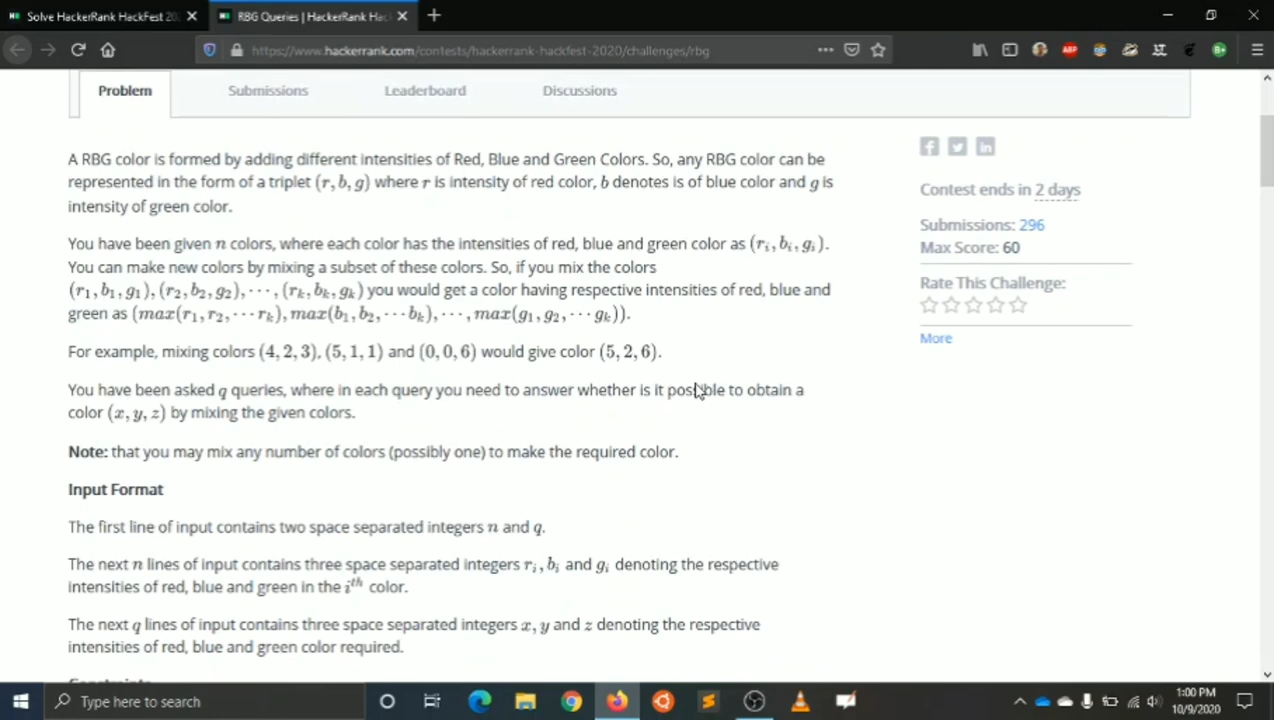 Solve HackerRank HackFest 20
RBG Queries | HackerRank Hac
https://www.hackerrank.com/contests/hackerrank-hackfest-2020/challenges/rbg
Problem
Submissions
Leaderboard
Discussions
A RBG color is formed by adding different intensities of Red, Blue and Green Colors. So, any RBG color can be
represented in the form of a triplet (r, b, g) where r is intensity of red color, b denotes is of blue color and g is
intensity of green color.
You have been given n colors, where each color has the intensities of red, blue and green color as (rᵢ, bᵢ, gᵢ).
You can make new colors by mixing a subset of these colors. So, if you mix the colors
(r₁, b₁, g₁), (r₂, b₂, g₂), ⋯, (rₖ, bₖ, gₖ) you would get a color having respective intensities of red, blue and
green as (max(r₁, r₂, ⋯ rₖ), max(b₁, b₂, ⋯ bₖ), ⋯, max(g₁, g₂, ⋯ gₖ)).
For example, mixing colors (4, 2, 3), (5, 1, 1) and (0, 0, 6) would give color (5, 2, 6).
You have been asked q queries, where in each query you need to answer whether is it possible to obtain a
color (x, y, z) by mixing the given colors.
Note: that you may mix any number of colors (possibly one) to make the required color.
Input Format
The first line of input contains two space separated integers n and q.
The next n lines of input contains three space separated integers rᵢ, bᵢ and gᵢ denoting the respective
intensities of red, blue and green in the iᵗʰ color.
The next q lines of input contains three space separated integers x, y and z denoting the respective
intensities of red, blue and green color required.
Contest ends in 2 days
Submissions: 296
Max Score: 60
Rate This Challenge:
More
Type here to search
1:00 PM
10/9/2020